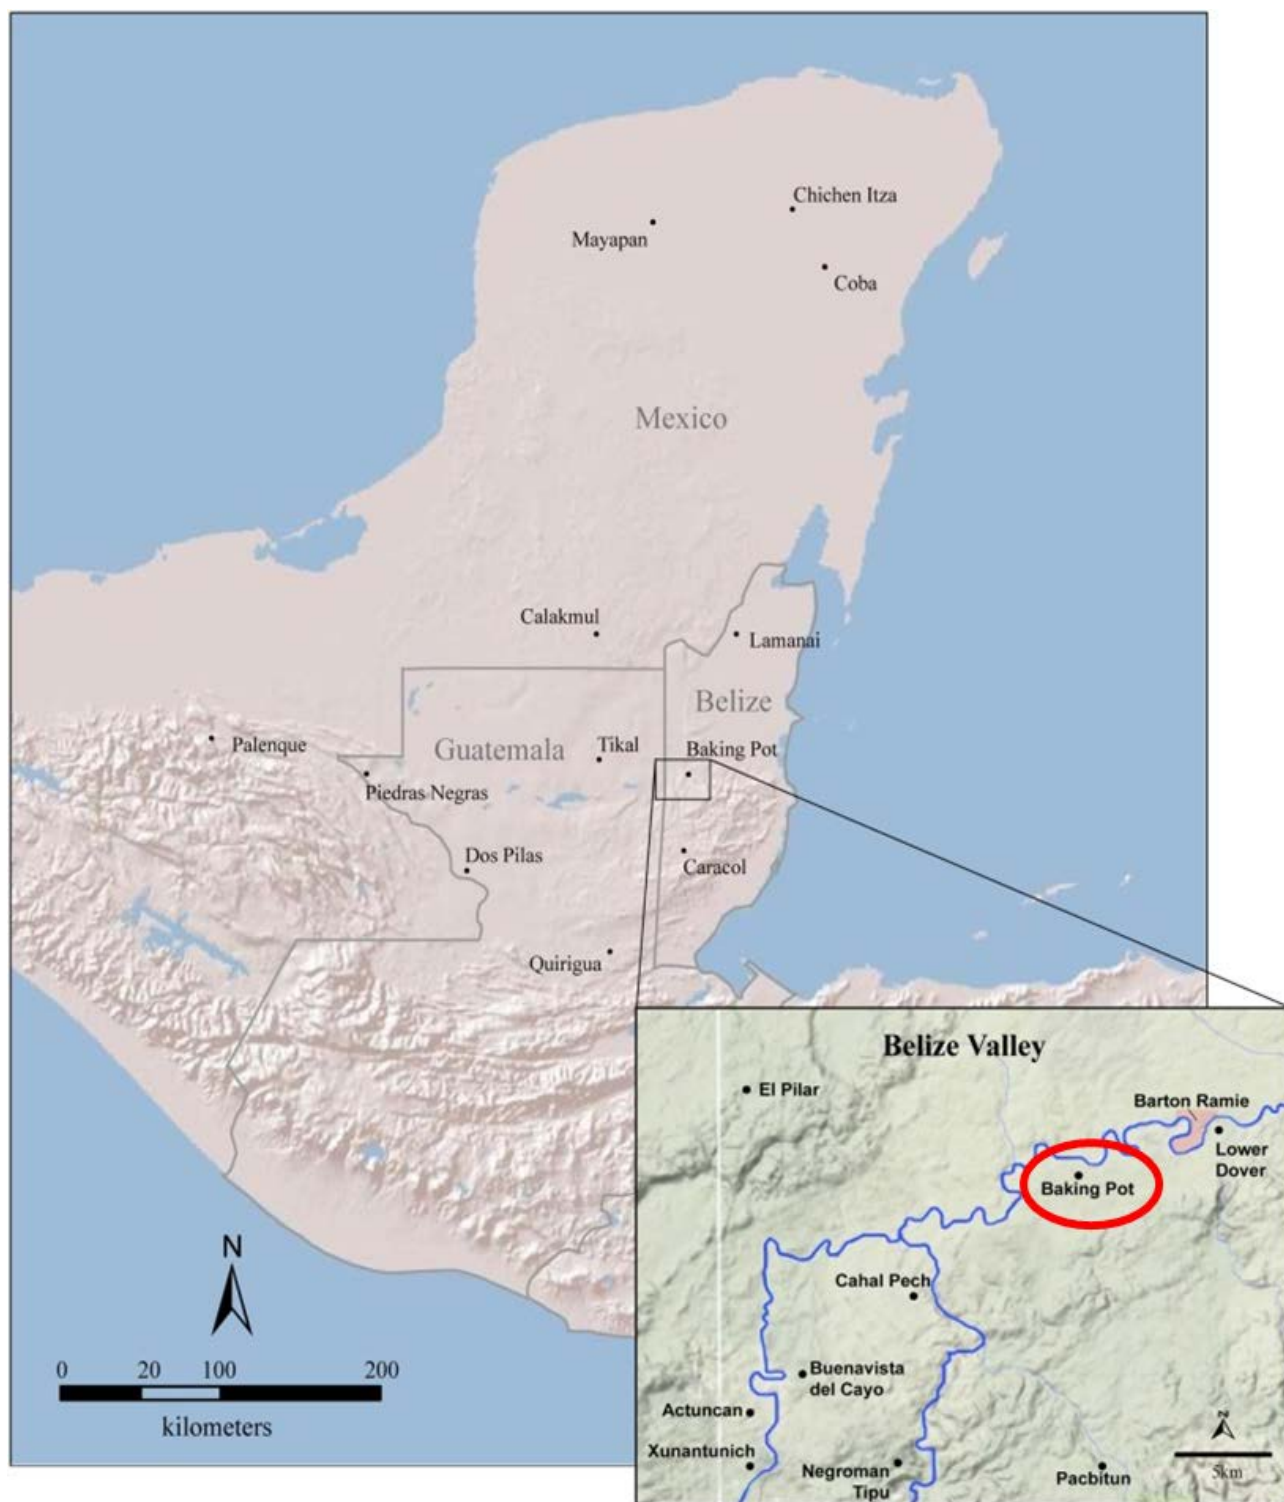 Chichen Itza
Mayapan
Coba
Mexico
Calakmul
Lamanai
Belize
Palenque
Guatemala
Tikal
Baking Pot
Piedras Negras
Dos Pilas
Caracol
Quirigua
N
0 20 100 200
kilometers
Belize Valley
El Pilar
Barton Ramie
Lower
Dover
Baking Pot
Cahal Pech
Buenavista
del Cayo
Actuncan
Xunantunich
Negroman
Tipu
Pacbitun
N
5km